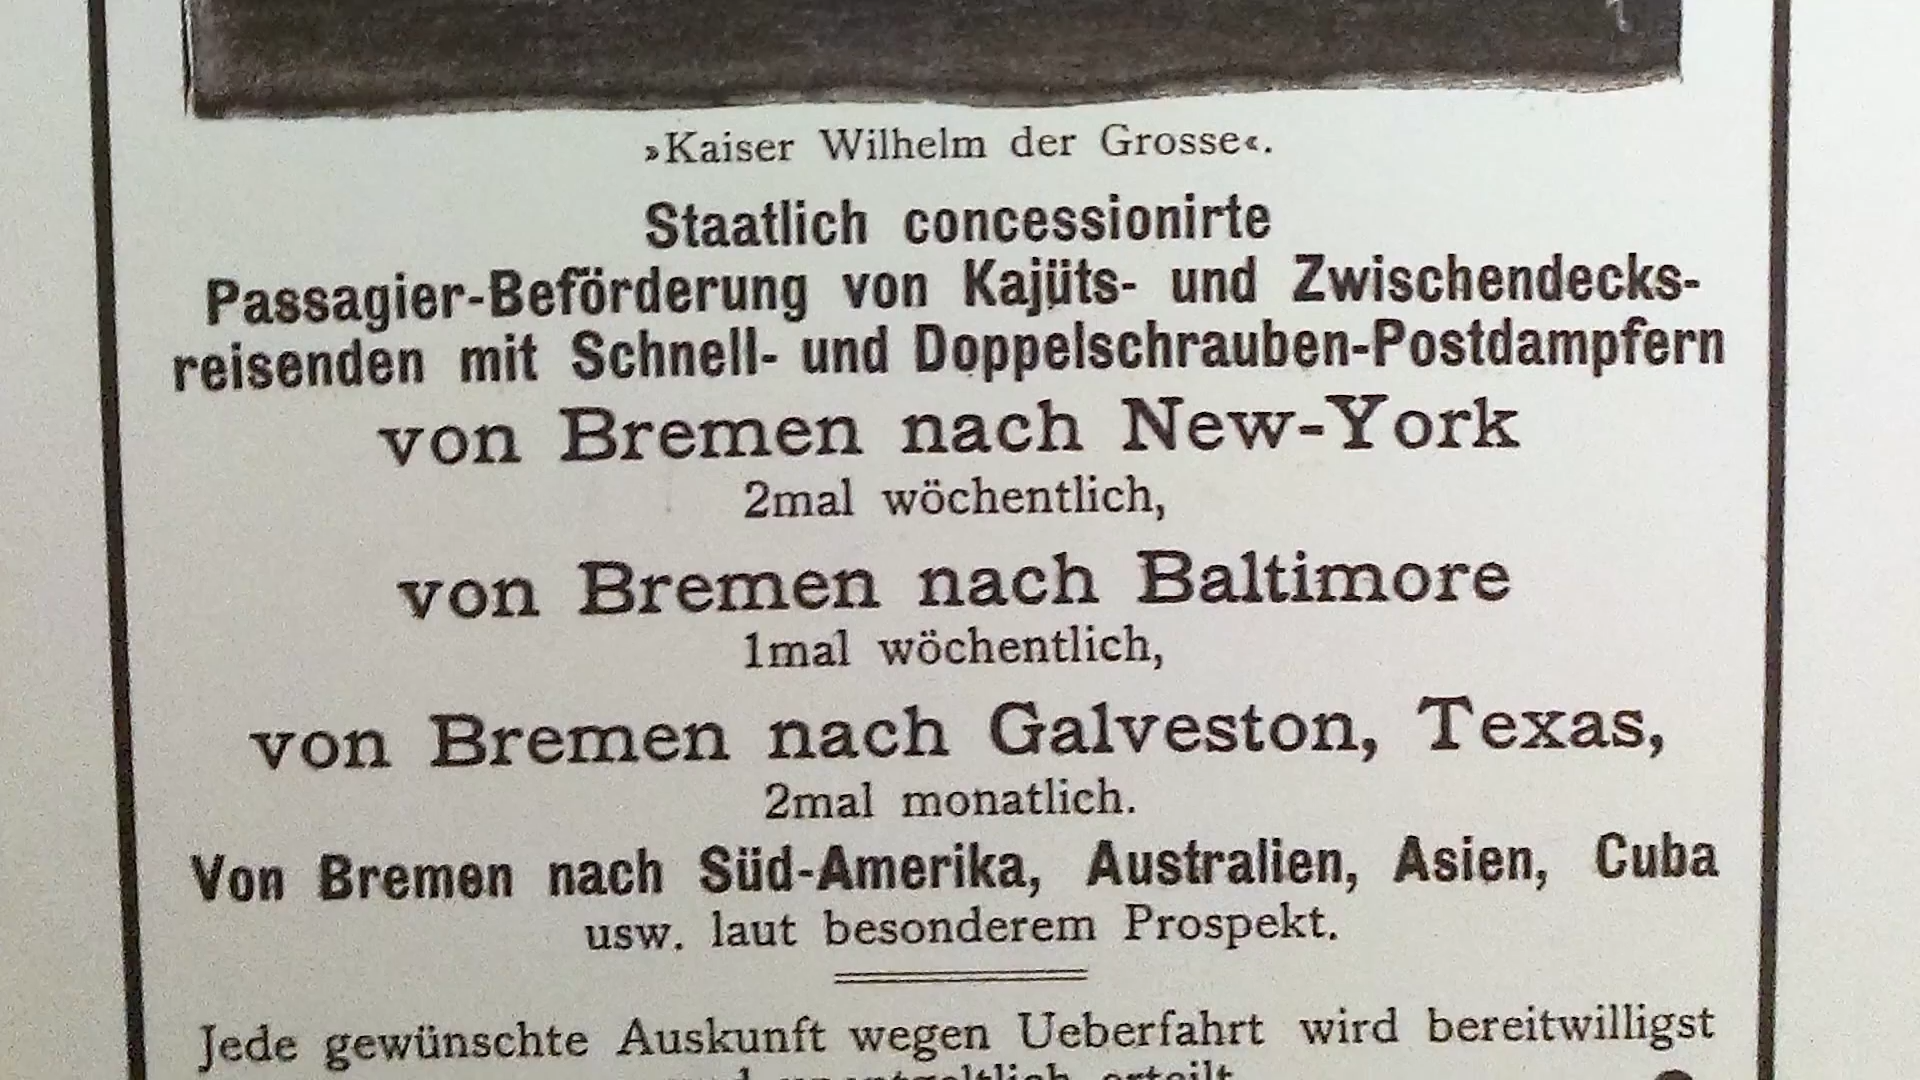 »Kaiser Wilhelm der Grosse«.
Staatlich concessionirte
Passagier-Beförderung von Kajüts- und Zwischendecks-
reisenden mit Schnell- und Doppelschrauben-Postdampfern
von Bremen nach New-York
2mal wöchentlich,
von Bremen nach Baltimore
1mal wöchentlich,
von Bremen nach Galveston, Texas,
2mal monatlich.
Von Bremen nach Süd-Amerika, Australien, Asien, Cuba
usw. laut besonderem Prospekt.
Jede gewünschte Auskunft wegen Ueberfahrt wird bereitwilligst
und unentgeltlich erteilt